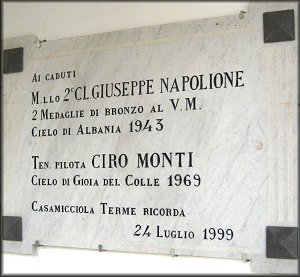 AI CADUTI
M.LLO 2ª CL. GIUSEPPE NAPOLIONE
2 MEDAGLIE DI BRONZO AL V.M.
CIELO DI ALBANIA 1943
TEN. PILOTA CIRO MONTI
CIELO DI GIOIA DEL COLLE 1969
CASAMICCIOLA TERME RICORDA
24 LUGLIO 1999